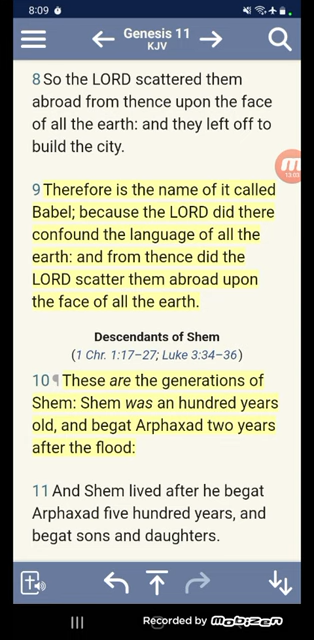 8:09
Genesis 11
KJV
13:03
8 So the LORD scattered them
abroad from thence upon the face
of all the earth: and they left off to
build the city.
9 Therefore is the name of it called
Babel; because the LORD did there
confound the language of all the
earth: and from thence did the
LORD scatter them abroad upon
the face of all the earth.
Descendants of Shem
(1 Chr. 1:17–27; Luke 3:34–36)
10 ¶ These are the generations of
Shem: Shem was an hundred years
old, and begat Arphaxad two years
after the flood:
11 And Shem lived after he begat
Arphaxad five hundred years, and
begat sons and daughters.
Recorded by mobizen